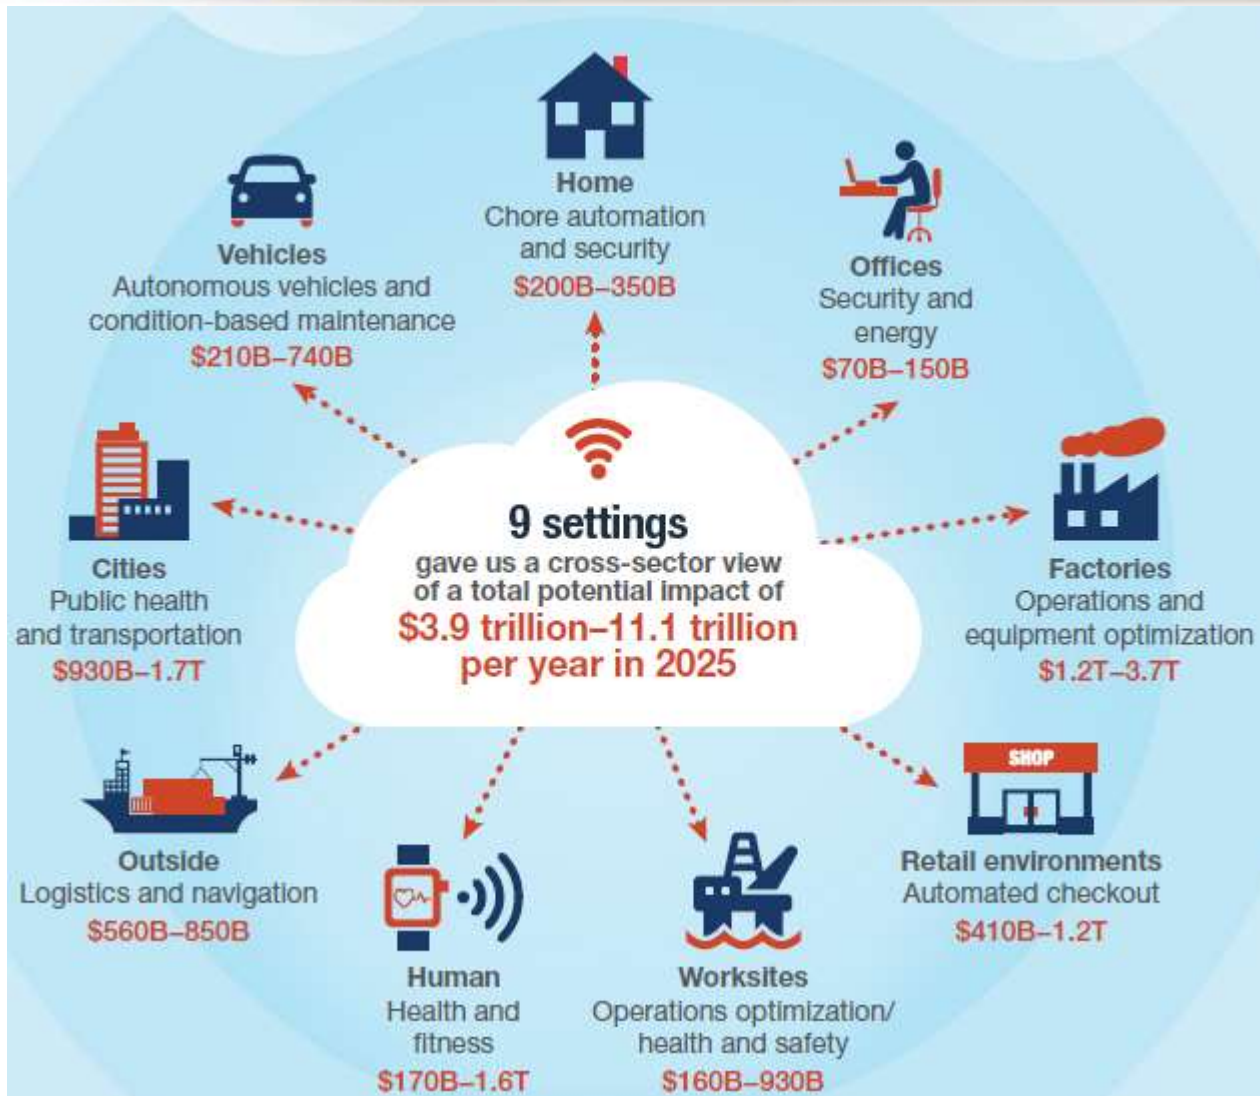 Home
Chore automation
and security
$200B–350B
Offices
Security and
energy
$70B–150B
Factories
Operations and
equipment optimization
$1.2T–3.7T
SHOP
Retail environments
Automated checkout
$410B–1.2T
Worksites
Operations optimization/
health and safety
$160B–930B
Human
Health and
fitness
$170B–1.6T
Outside
Logistics and navigation
$560B–850B
Cities
Public health
and transportation
$930B–1.7T
Vehicles
Autonomous vehicles and
condition-based maintenance
$210B–740B
9 settings
gave us a cross-sector view
of a total potential impact of
$3.9 trillion–11.1 trillion
per year in 2025